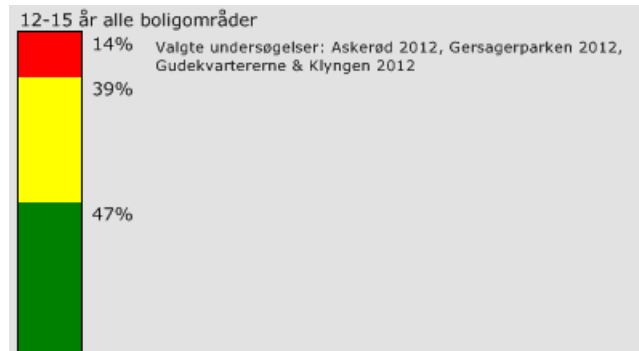 12-15 år alle boligområder
14% Valgte undersøgelser: Askerød 2012, Gersagerparken 2012,
Gudekvartererne & Klyngen 2012
39%
47%